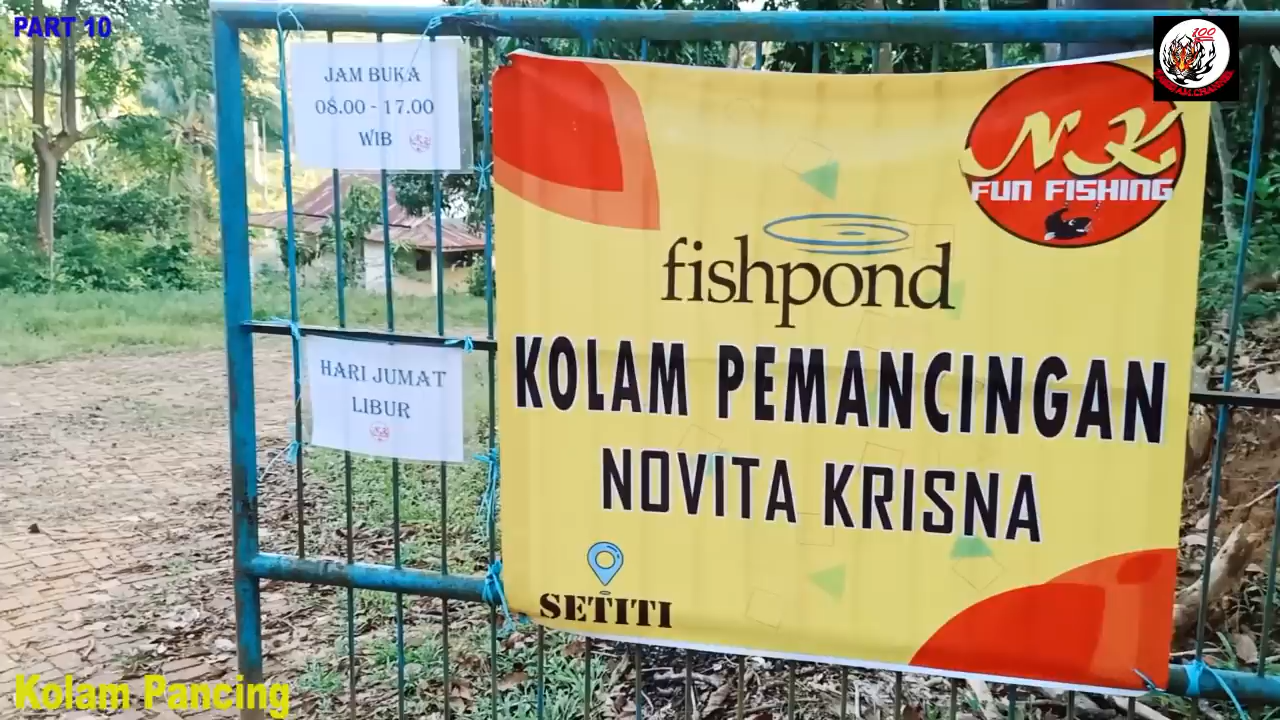 PART 10
JAM BUKA
08.00 - 17.00
WIB
HARI JUMAT
LIBUR
NK
FUN FISHING
fishpond
KOLAM PEMANCINGAN
NOVITA KRISNA
SETITI
100
Kolam Pancing